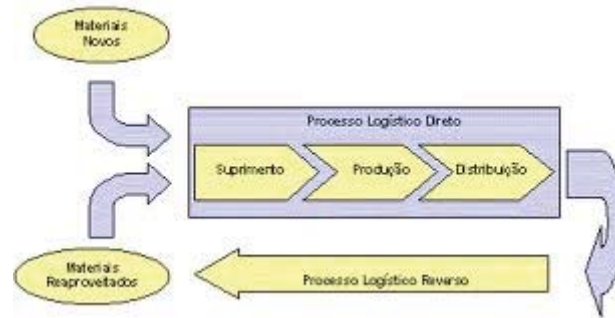 Materiais
Novos
Processo Logístico Direto
Suprimento
Produção
Distribuição
Materiais
Reaproveitados
Processo Logístico Reverso